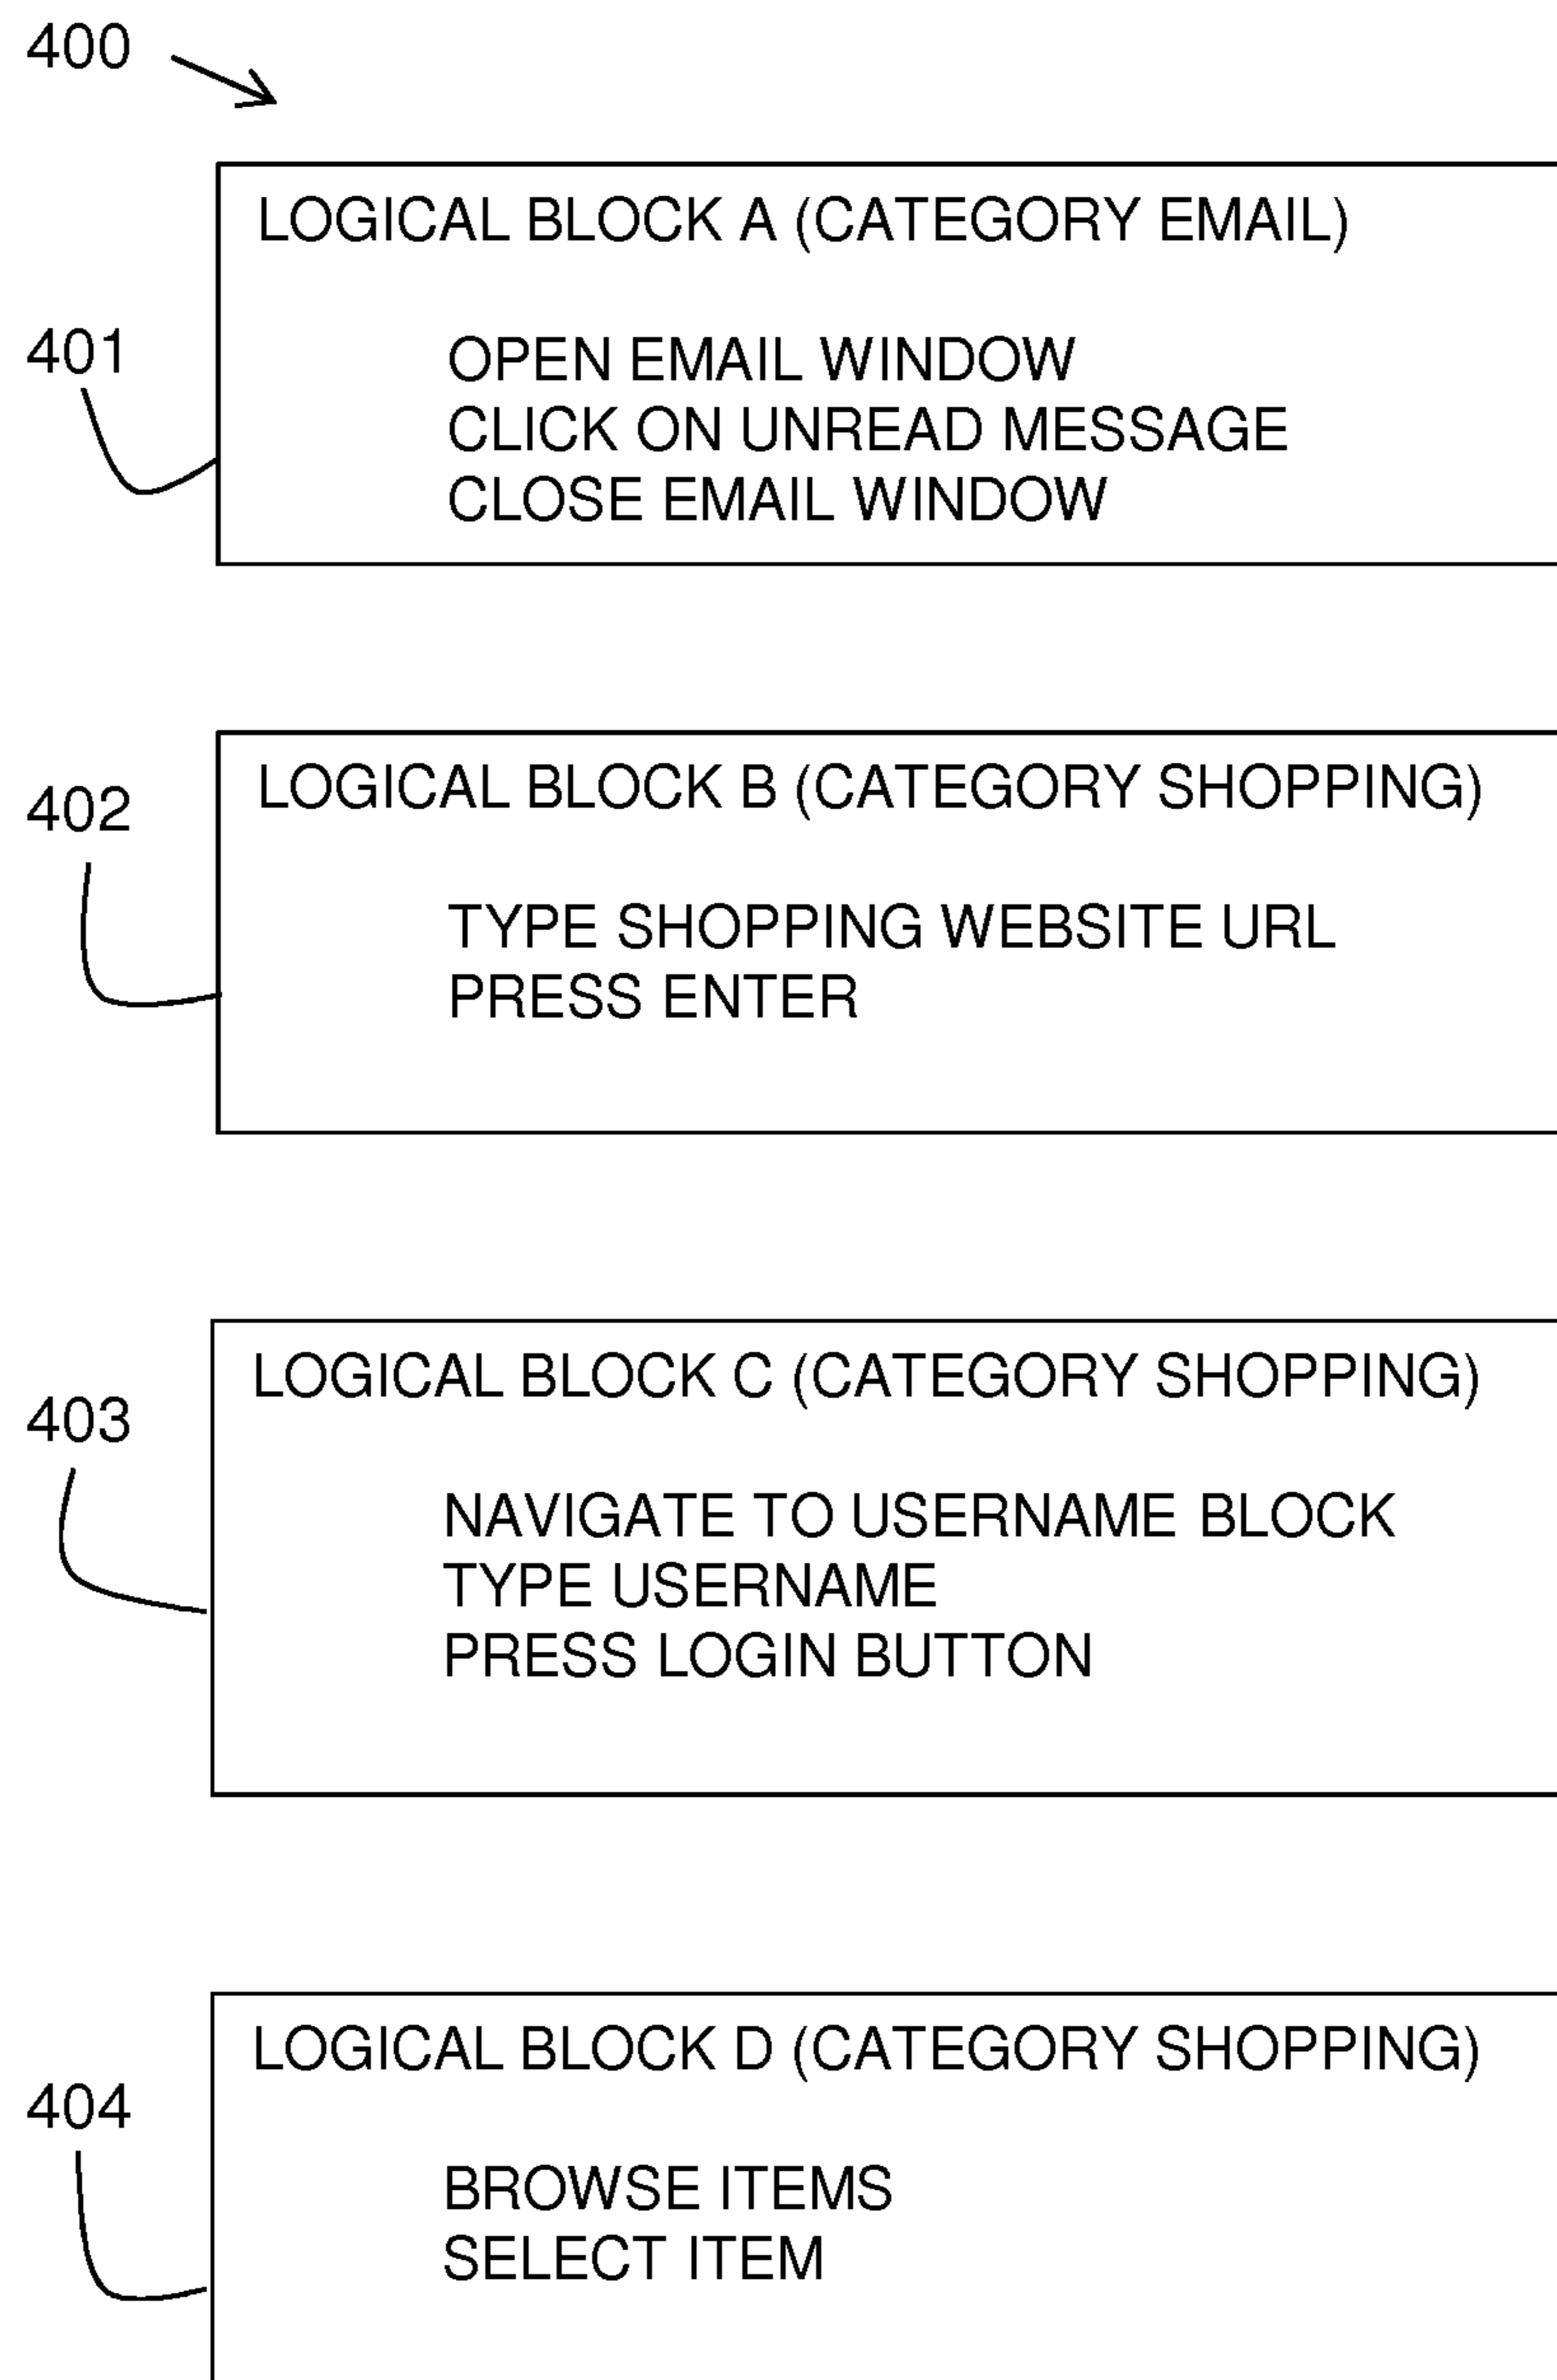 400
LOGICAL BLOCK A (CATEGORY EMAIL)
401
OPEN EMAIL WINDOW
CLICK ON UNREAD MESSAGE
CLOSE EMAIL WINDOW
LOGICAL BLOCK B (CATEGORY SHOPPING)
402
TYPE SHOPPING WEBSITE URL
PRESS ENTER
LOGICAL BLOCK C (CATEGORY SHOPPING)
403
NAVIGATE TO USERNAME BLOCK
TYPE USERNAME
PRESS LOGIN BUTTON
LOGICAL BLOCK D (CATEGORY SHOPPING)
404
BROWSE ITEMS
SELECT ITEM